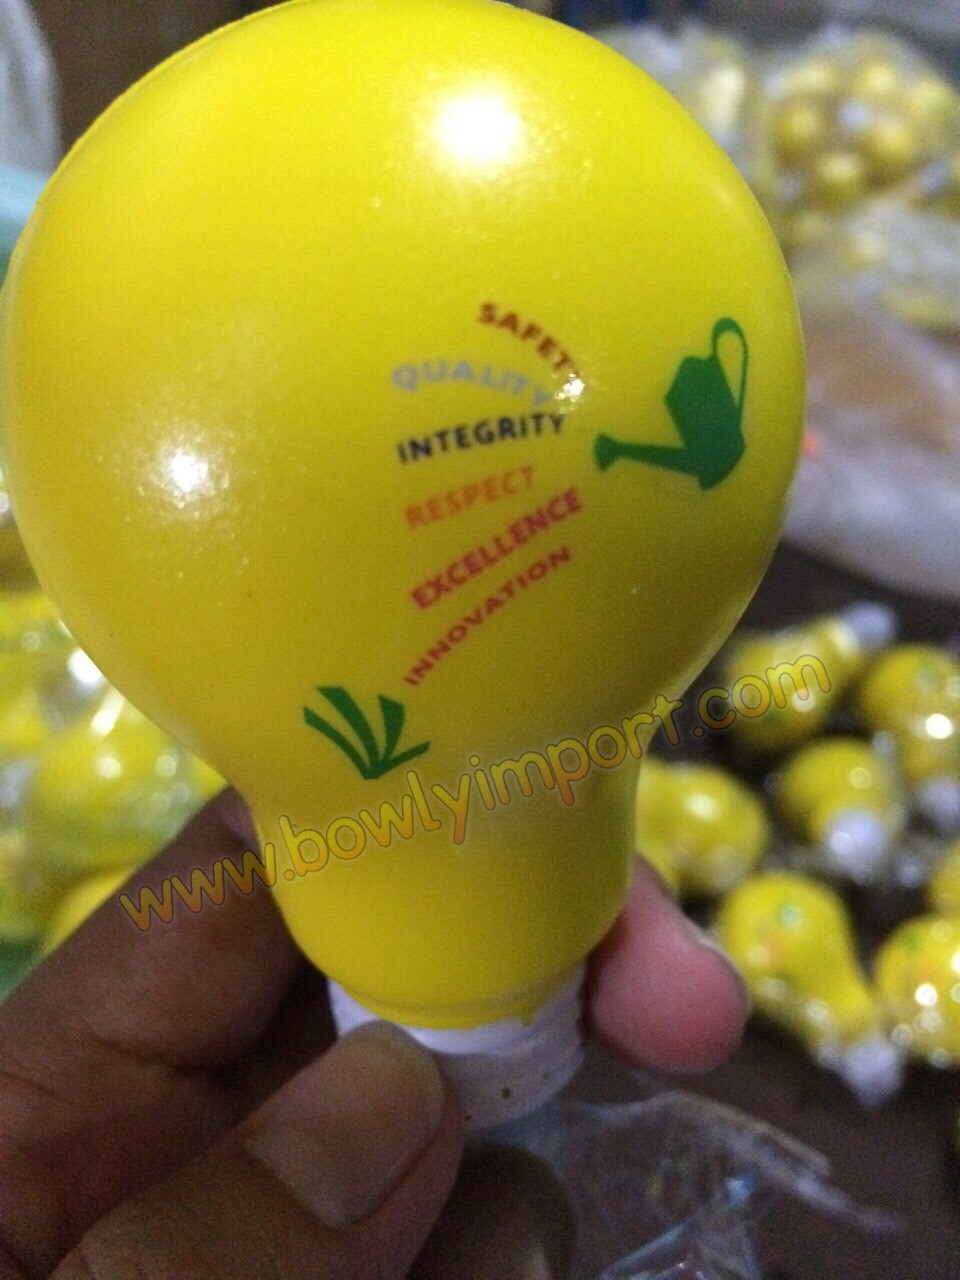 SAFETY
QUALITY
INTEGRITY
RESPECT
EXCELLENCE
INNOVATION
www.bowlyimport.com